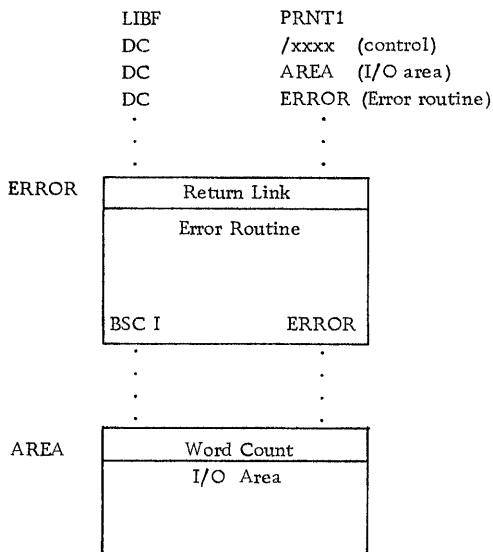 LIBF PRNT1
DC /xxxx (control)
DC AREA (I/O area)
DC ERROR (Error routine)
ERROR Return Link
Error Routine
BSC I ERROR
AREA Word Count
I/O Area